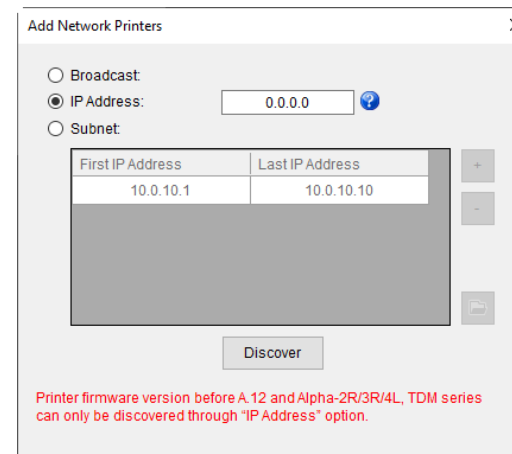 Add Network Printers
Broadcast:
IP Address: 0.0.0.0 ?
Subnet:
First IP Address Last IP Address +
10.0.10.1 10.0.10.10
-
Discover
Printer firmware version before A.12 and Alpha-2R/3R/4L, TDM series
can only be discovered through "IP Address" option.